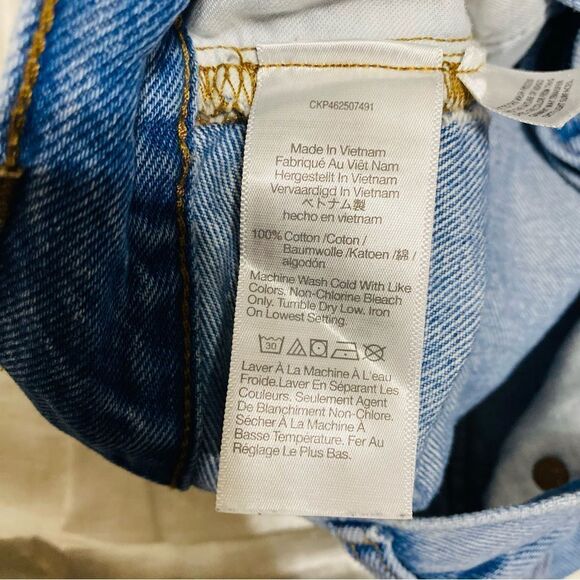 CKP462507491
Made In Vietnam
Fabriqué Au Viêt Nam
Hergestellt In Vietnam
Vervaardigd In Vietnam
ベトナム製
hecho en vietnam
100% Cotton /Coton /
Baumwolle /Katoen /綿 /
algodón
Machine Wash Cold With Like
Colors. Non-Chlorine Bleach
Only. Tumble Dry Low. Iron
On Lowest Setting.
30
Laver À La Machine À L'eau
Froide.Laver En Séparant Les
Couleurs. Seulement Agent
De Blanchiment Non-Chlore.
Sécher À La Machine À
Basse Température. Fer Au
Réglage Le Plus Bas.